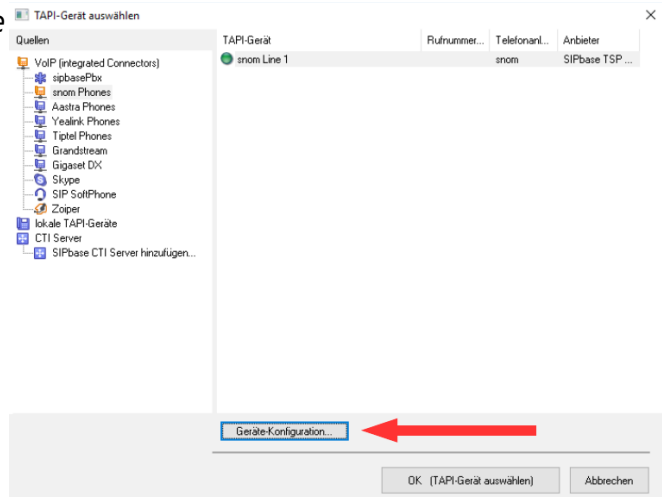 e
TAPI-Gerät auswählen
Quellen
TAPI-Gerät Rufnummer... Telefonanl... Anbieter
VoIP (integrated Connectors)
snom Line 1 snom SIPbase TSP ...
sipbasePbx
snom Phones
Aastra Phones
Yealink Phones
Tiptel Phones
Grandstream
Gigaset DX
Skype
SIP SoftPhone
Zoiper
lokale TAPI-Geräte
CTI Server
SIPbase CTI Server hinzufügen...
Geräte-Konfiguration...
OK (TAPI-Gerät auswählen) Abbrechen